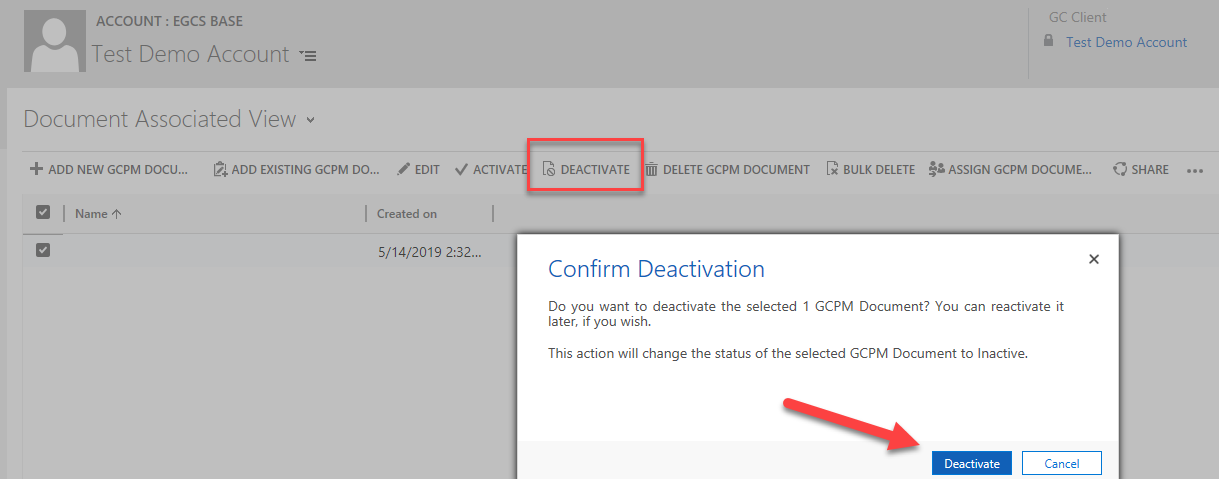 ACCOUNT : EGCS BASE
Test Demo Account
GC Client
Test Demo Account
Document Associated View
ADD NEW GCPM DOCU... ADD EXISTING GCPM DO... EDIT ACTIVATE DEACTIVATE DELETE GCPM DOCUMENT BULK DELETE ASSIGN GCPM DOCUME... SHARE ...
Name Created on
5/14/2019 2:32...
Confirm Deactivation
Do you want to deactivate the selected 1 GCPM Document? You can reactivate it
later, if you wish.
This action will change the status of the selected GCPM Document to Inactive.
Deactivate Cancel